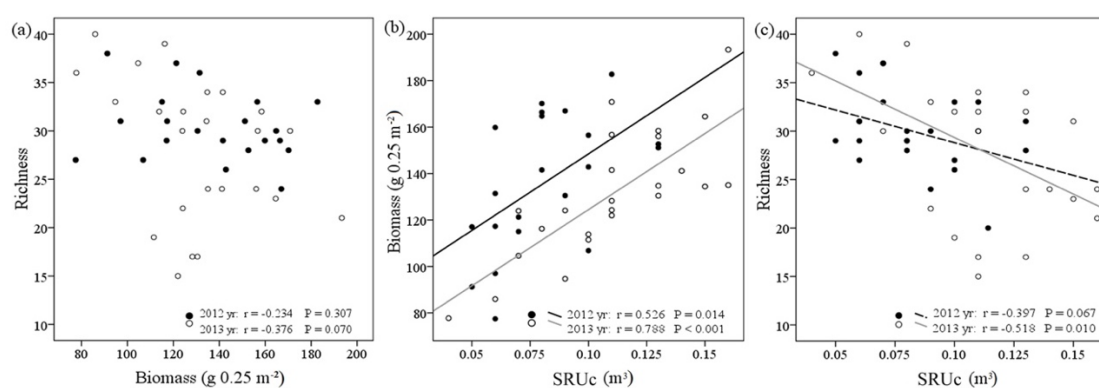 (a)
Richness
40
35
30
25
20
15
10
2012 yr: r = -0.234 P = 0.307
2013 yr: r = -0.376 P = 0.070
80 100 120 140 160 180 200
Biomass (g 0.25 m⁻²)
(b)
Biomass (g 0.25 m⁻²)
200
180
160
140
120
200
80
2012 yr: r = 0.526 P = 0.014
2013 yr: r = 0.788 P < 0.001
0.05 0.075 0.10 0.125 0.15
SRUc (m³)
(c)
Richness
40
35
30
25
20
15
10
2012 yr: r = -0.397 P = 0.067
2013 yr: r = -0.518 P = 0.010
0.05 0.075 0.10 0.125 0.15
SRUc (m³)